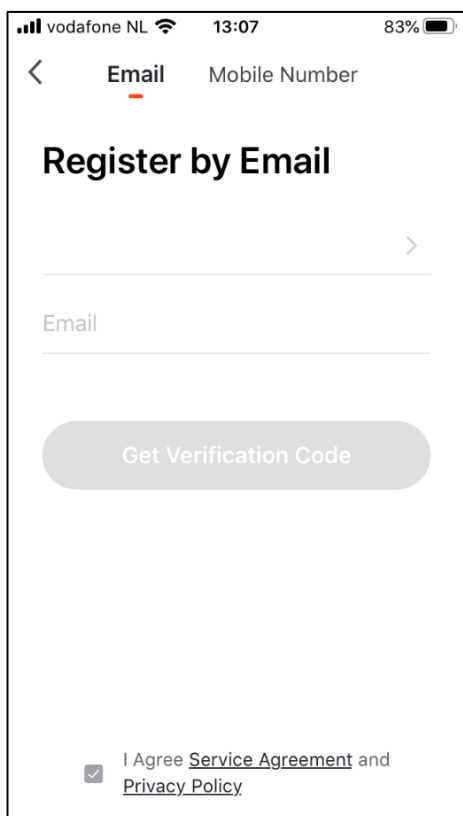 vodafone NL 13:07 83%
Email Mobile Number
Register by Email
Email
Get Verification Code
I Agree Service Agreement and
Privacy Policy